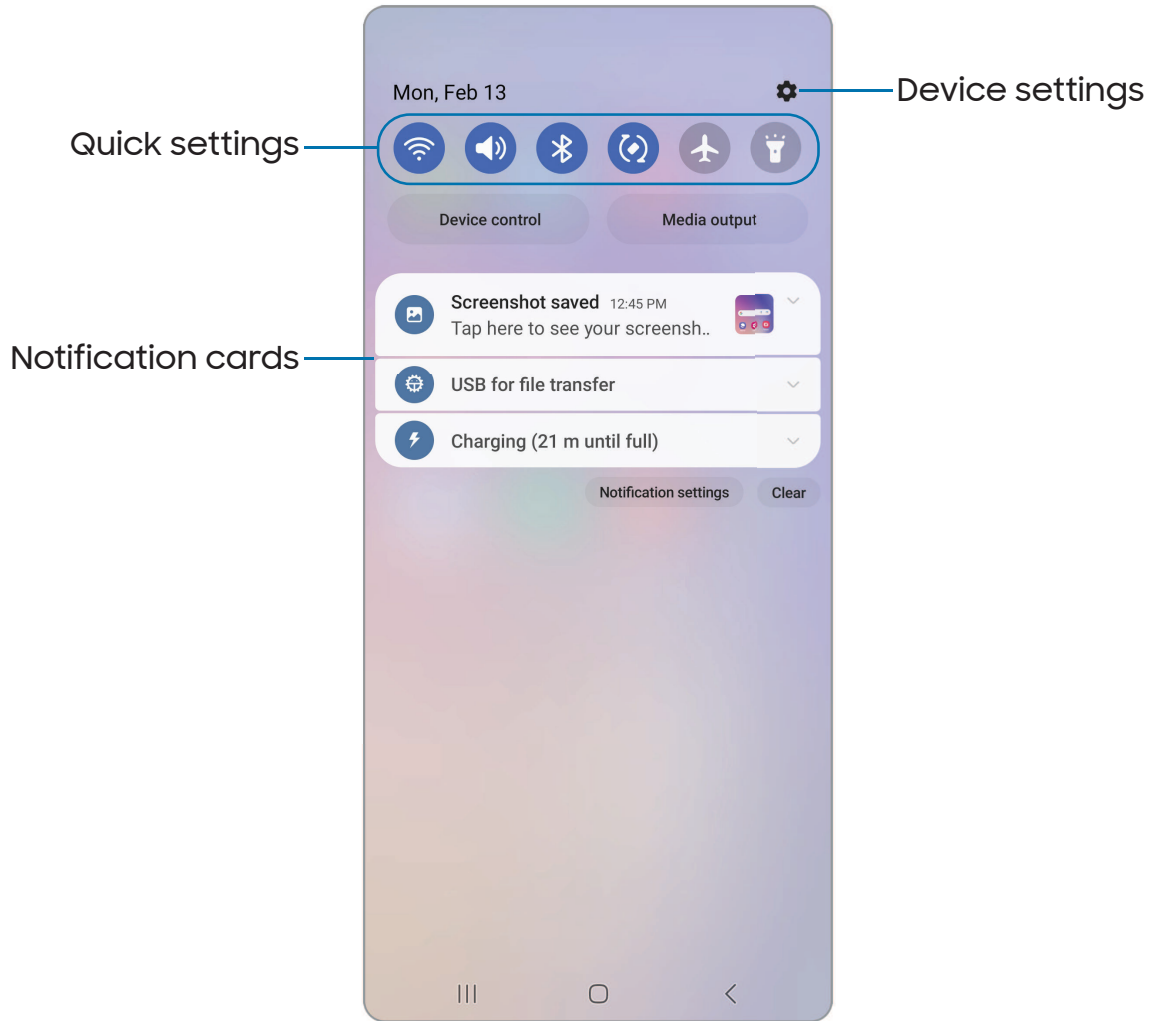 Mon, Feb 13
Device settings
Quick settings
Device control
Media output
Screenshot saved 12:45 PM
Tap here to see your screensh..
Notification cards
USB for file transfer
Charging (21 m until full)
Notification settings
Clear